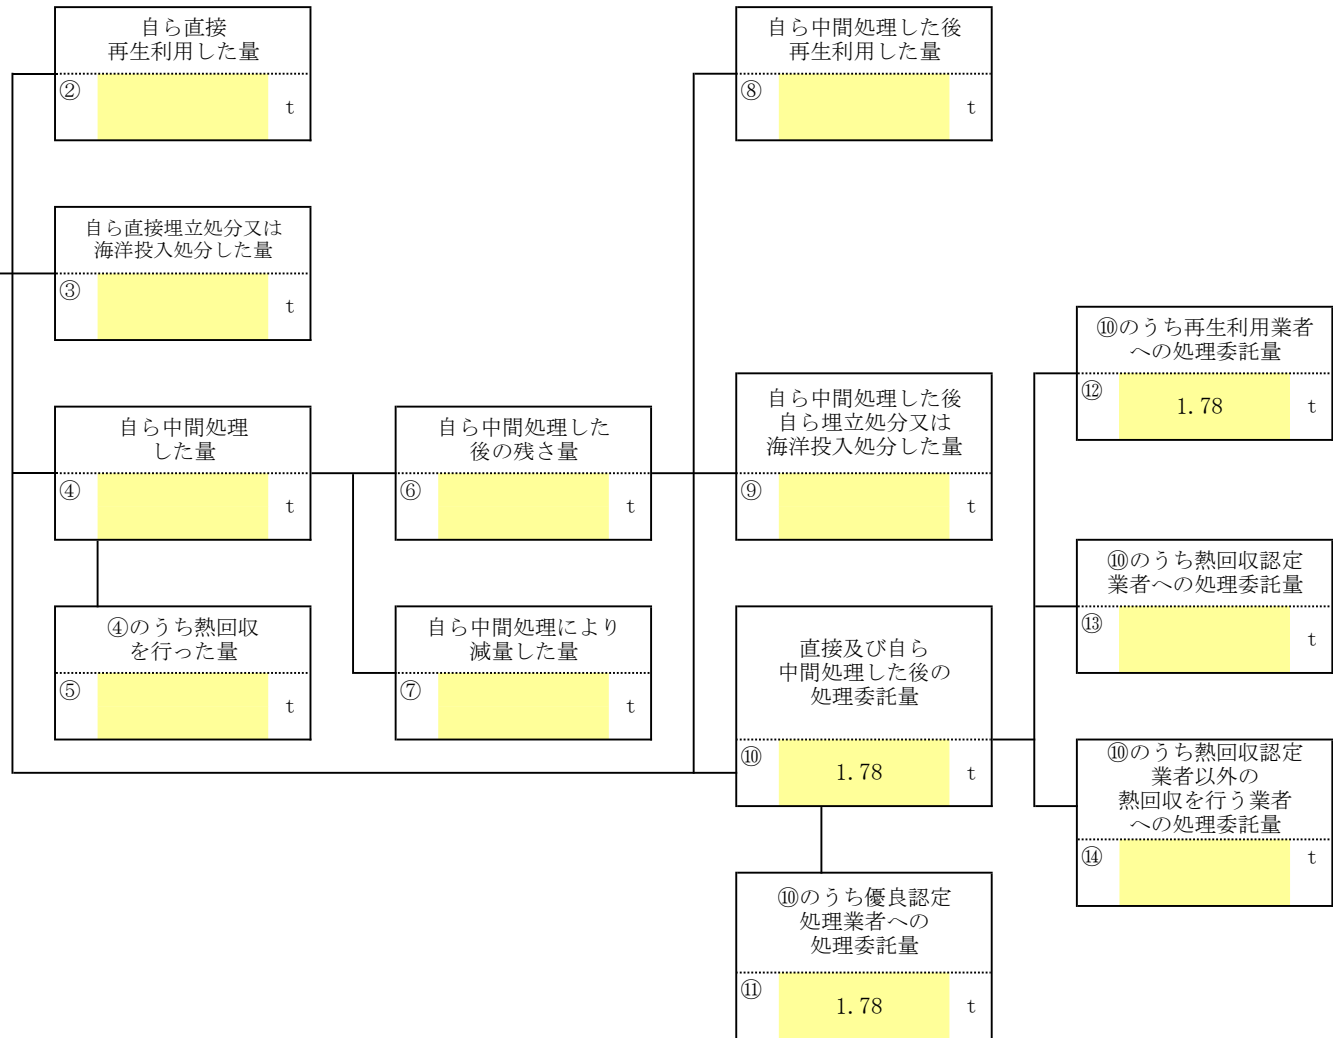 自ら直接
再生利用した量
②
t
自ら中間処理した後
再生利用した量
⑧
t
自ら直接埋立処分又は
海洋投入処分した量
③
t
⑩のうち再生利用業者
への処理委託量
⑫
1.78
t
自ら中間処理
した量
④
t
自ら中間処理した
後の残さ量
⑥
t
自ら中間処理した後
自ら埋立処分又は
海洋投入処分した量
⑨
t
⑩のうち熱回収認定
業者への処理委託量
⑬
t
④のうち熱回収
を行った量
⑤
t
自ら中間処理により
減量した量
⑦
t
直接及び自ら
中間処理した後の
処理委託量
⑩
1.78
t
⑩のうち熱回収認定
業者以外の
熱回収を行う業者
への処理委託量
⑭
t
⑩のうち優良認定
処理業者への
処理委託量
⑪
1.78
t